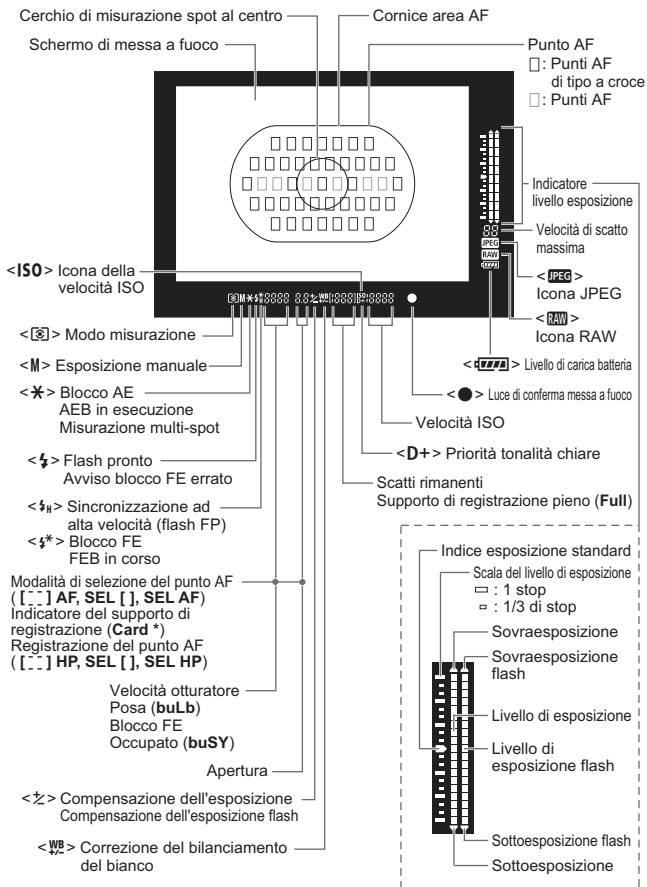 Cerchio di misurazione spot al centro
Cornice area AF
Schermo di messa a fuoco
Punto AF
: Punti AF
di tipo a croce
: Punti AF
Indicatore
livello esposizione
Velocità di scatto
massima
<JPEG>
Icona JPEG
<RAW>
Icona RAW
< > Livello di carica batteria
<●> Luce di conferma messa a fuoco
Velocità ISO
<D+> Priorità tonalità chiare
Scatti rimanenti
Supporto di registrazione pieno (Full)
<ISO> Icona della
velocità ISO
< > Modo misurazione
<M> Esposizione manuale
<✱> Blocco AE
AEB in esecuzione
Misurazione multi-spot
<⚡> Flash pronto
Avviso blocco FE errato
<⚡H> Sincronizzazione ad
alta velocità (flash FP)
<⚡*> Blocco FE
FEB in corso
Modalità di selezione del punto AF
( [ ] AF, SEL [ ], SEL AF)
Indicatore del supporto di
registrazione (Card *)
Registrazione del punto AF
( [ ] HP, SEL [ ], SEL HP)
Velocità otturatore
Posa (buLb)
Blocco FE
Occupato (buSY)
Apertura
<+/-> Compensazione dell'esposizione
Compensazione dell'esposizione flash
<WB +/-> Correzione del bilanciamento
del bianco
Indice esposizione standard
Scala del livello di esposizione
: 1 stop
: 1/3 di stop
Sovraesposizione
Sovraesposizione
flash
Livello di esposizione
Livello di
esposizione flash
Sottoesposizione flash
Sottoesposizione
JPEG
RAW